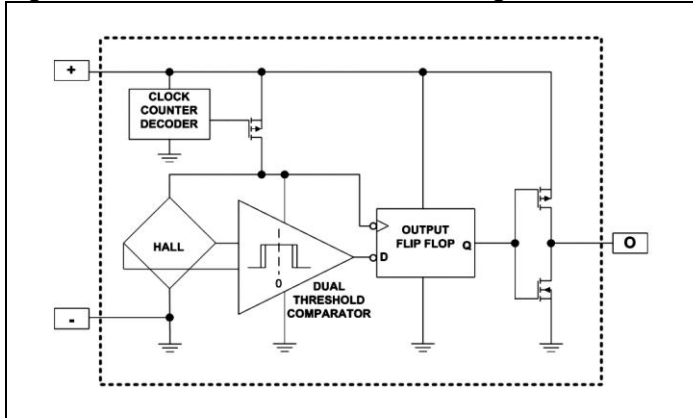 +
CLOCK
COUNTER
DECODER
HALL
0
DUAL
THRESHOLD
COMPARATOR
D
OUTPUT
FLIP FLOP
Q
O
-